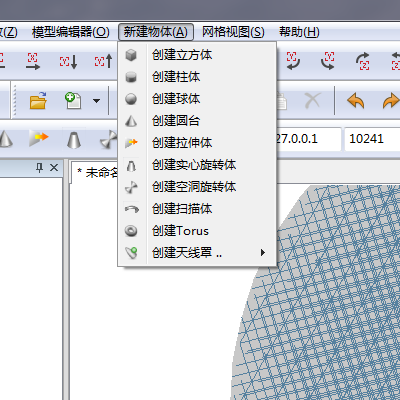 (Z) 模型编辑器(O) 新建物体(A) 网格视图(S) 帮助(H)
创建立方体
创建柱体
创建球体
创建圆台
创建拉伸体
27.0.0.1 10241
创建实心旋转体
* 未命名
创建空洞旋转体
创建扫描体
创建Torus
创建天线罩 ..